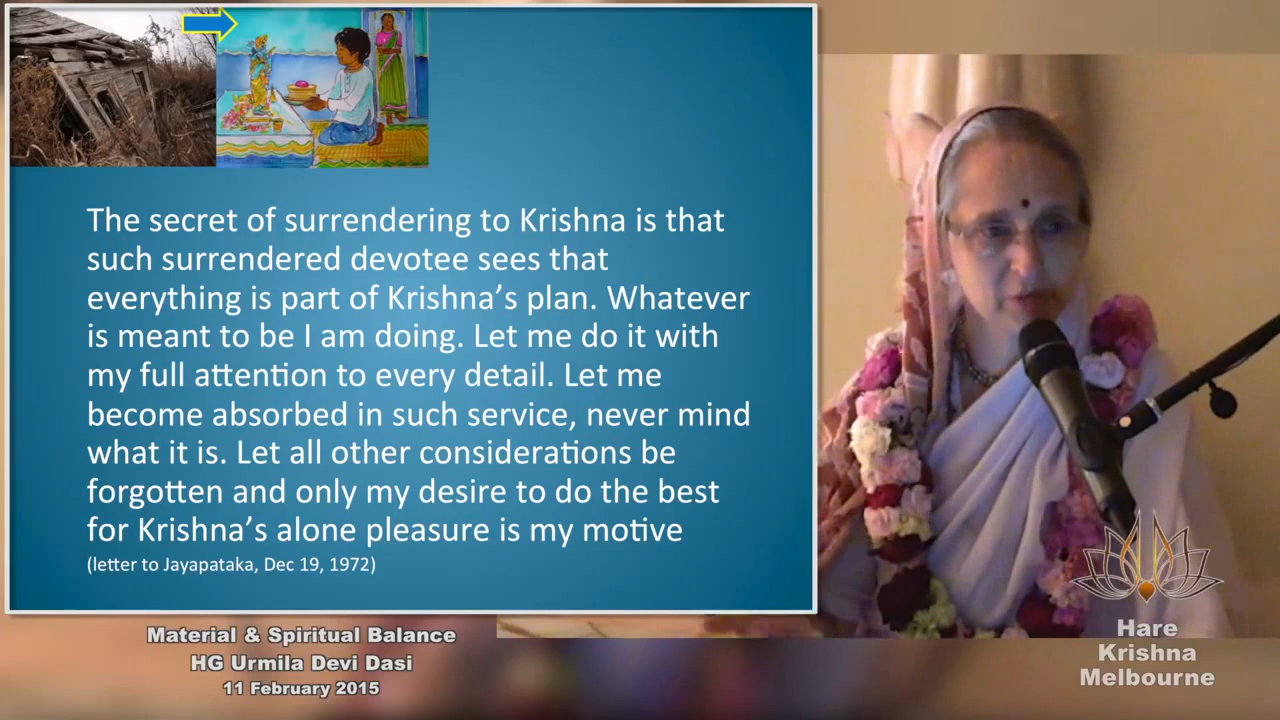 The secret of surrendering to Krishna is that
such surrendered devotee sees that
everything is part of Krishna's plan. Whatever
is meant to be I am doing. Let me do it with
my full attention to every detail. Let me
become absorbed in such service, never mind
what it is. Let all other considerations be
forgotten and only my desire to do the best
for Krishna's alone pleasure is my motive
(letter to Jayapataka, Dec 19, 1972)
Material & Spiritual Balance
HG Urmila Devi Dasi
11 February 2015
Hare
Krishna
Melbourne